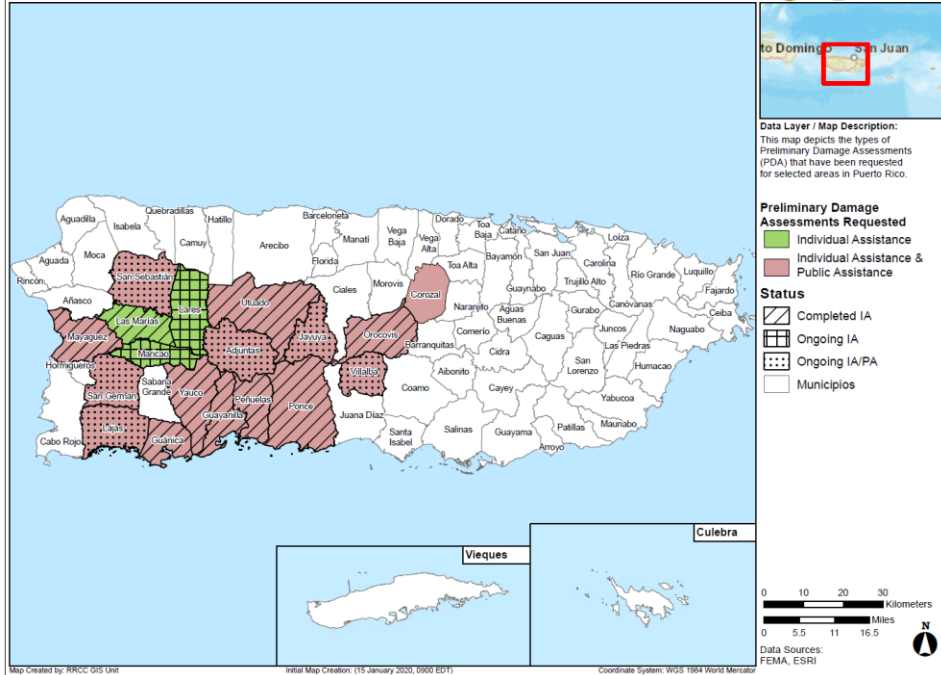 to Domingo San Juan
Data Layer / Map Description:
This map depicts the types of
Preliminary Damage Assessments
(PDA) that have been requested
for selected areas in Puerto Rico.
Preliminary Damage
Assessments Requested
Individual Assistance
Individual Assistance &
Public Assistance
Status
Completed IA
Ongoing IA
Ongoing IA/PA
Municipios
Aguadilla
Isabela
Quebradillas
Hatillo
Camuy
Arecibo
Barceloneta
Florida
Manatí
Vega
Baja
Vega
Alta
Dorado
Toa
Baja
Cataño
Toa Alta
Bayamón
San Juan
Guaynabo
Trujillo Alto
Carolina
Loiza
Canóvanas
Río Grande
Luquillo
Fajardo
Ceiba
Naguabo
Moca
Aguada
Rincón
Añasco
San Sebastián
Lares
Las Marías
Mayaguez
Maricao
Hormigueros
Utuado
Adjuntas
Jayuya
Ciales
Morovis
Corozal
Orocovis
Naranjito
Barranquitas
Comerío
Aguas
Buenas
Cidra
Caguas
Gurabo
Juncos
Las Piedras
Humacao
San
Lorenzo
Yabucoa
Maunabo
Patillas
Arroyo
Guayama
Cayey
Aibonito
Salinas
Coamo
Santa
Isabel
Juana Díaz
Villalba
Ponce
Peñuelas
Guayanilla
Yauco
Guánica
Sabana
Grande
San Germán
Lajas
Cabo Rojo
Vieques
Culebra
0 10 20 30
Kilometers
Miles
0 5.5 11 16.5
N
Data Sources:
FEMA, ESRI
Map Created by: RRCC GIS Unit
Initial Map Creation: (15 January 2020, 0900 EDT)
Coordinate System: WGS 1984 World Mercator